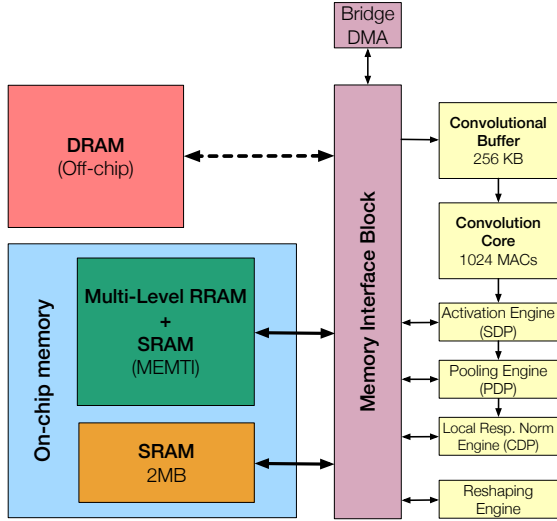 Bridge
DMA
DRAM
(Off-chip)
On-chip memory
Multi-Level RRAM
+
SRAM
(MEMTI)
SRAM
2MB
Memory Interface Block
Convolutional
Buffer
256 KB
Convolution
Core
1024 MACs
Activation Engine
(SDP)
Pooling Engine
(PDP)
Local Resp. Norm
Engine (CDP)
Reshaping
Engine